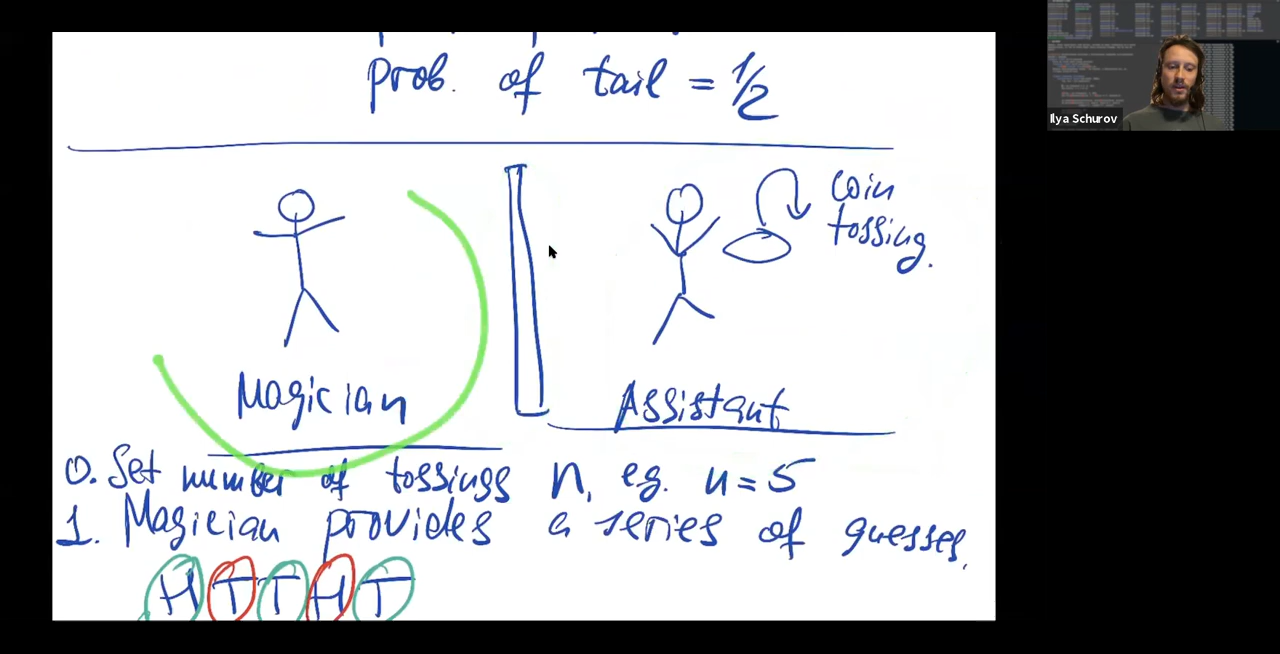 prob. of tail = 1/2
coin
tossing.
Magician
Assistant
0. Set number of tossings n, e.g. n = 5
1. Magician provides a series of guesses.
H T T H T
Ilya Schurov